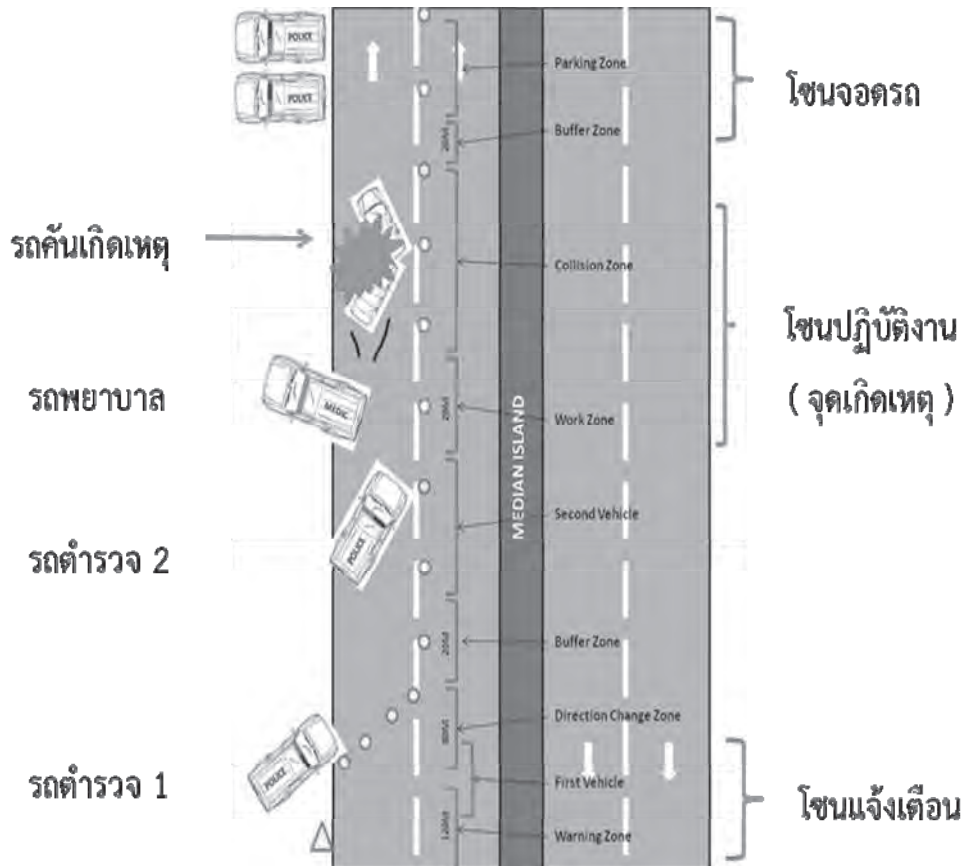 POLICE
Parking Zone
โซนจอดรถ
POLICE
Buffer Zone
20M
รถคันเกิดเหตุ
Collision Zone
โซนปฏิบัติงาน
( จุดเกิดเหตุ )
รถพยาบาล
MEDIC
20M
Work Zone
MEDIAN ISLAND
Second Vehicle
รถตำรวจ 2
POLICE
20M
Buffer Zone
Direction Change Zone
รถตำรวจ 1
POLICE
First Vehicle
โซนแจ้งเตือน
120M
Warning Zone